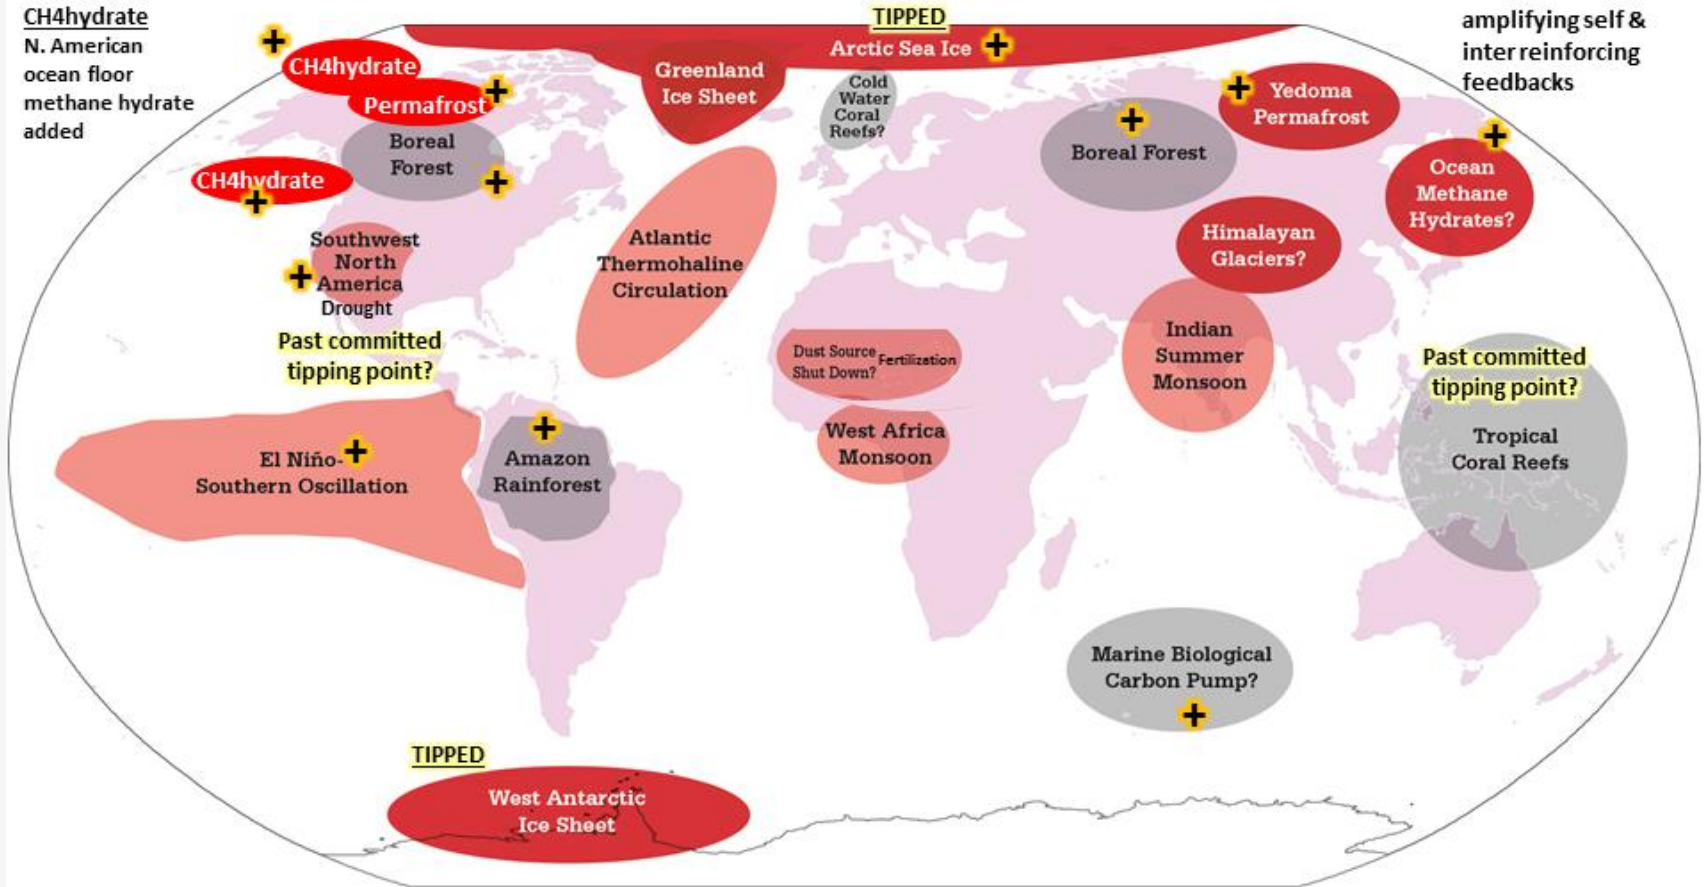 CH4hydrate
N. American
ocean floor
methane hydrate
added
TIPPED
amplifying self &
inter reinforcing
feedbacks
Arctic Sea Ice +
+
CH4hydrate
Permafrost +
Greenland
Ice Sheet
Cold
Water
Coral
Reefs?
+
Yedoma
Permafrost
+
Boreal Forest
Boreal
Forest
+
CH4hydrate
+
+
Ocean
Methane
Hydrates?
Himalayan
Glaciers?
Southwest
North
+ America
Drought
Atlantic
Thermohaline
Circulation
Past committed
tipping point?
Dust Source Fertilization
Shut Down?
Indian
Summer
Monsoon
Past committed
tipping point?
Tropical
Coral Reefs
El Niño- +
Southern Oscillation
+
Amazon
Rainforest
West Africa
Monsoon
Marine Biological
Carbon Pump?
+
TIPPED
West Antarctic
Ice Sheet